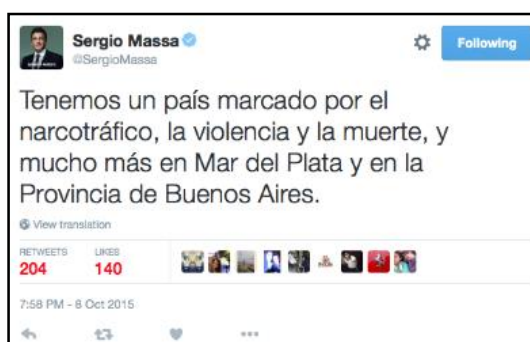 Sergio Massa
@SergioMassa
Following
Tenemos un país marcado por el
narcotráfico, la violencia y la muerte, y
mucho más en Mar del Plata y en la
Provincia de Buenos Aires.
View translation
RETWEETS LIKES
204 140
7:58 PM - 8 Oct 2015